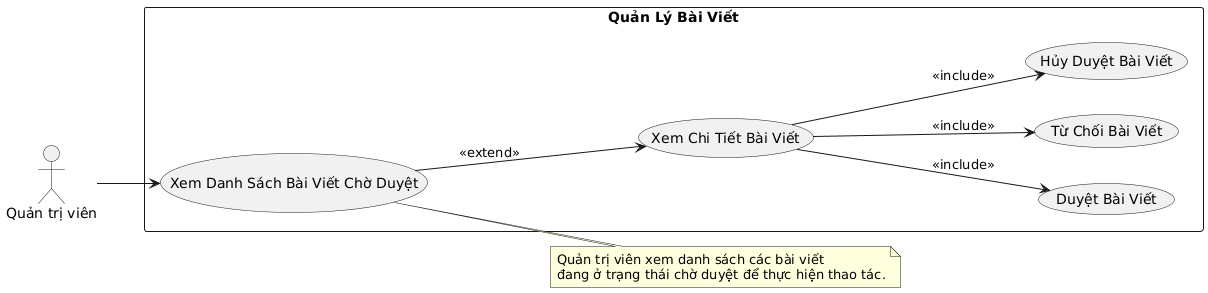 Quản Lý Bài Viết
Hủy Duyệt Bài Viết
«include»
Từ Chối Bài Viết
«include»
Xem Chi Tiết Bài Viết
«extend»
«include»
Xem Danh Sách Bài Viết Chờ Duyệt
Duyệt Bài Viết
Quản trị viên
Quản trị viên xem danh sách các bài viết
đang ở trạng thái chờ duyệt để thực hiện thao tác.